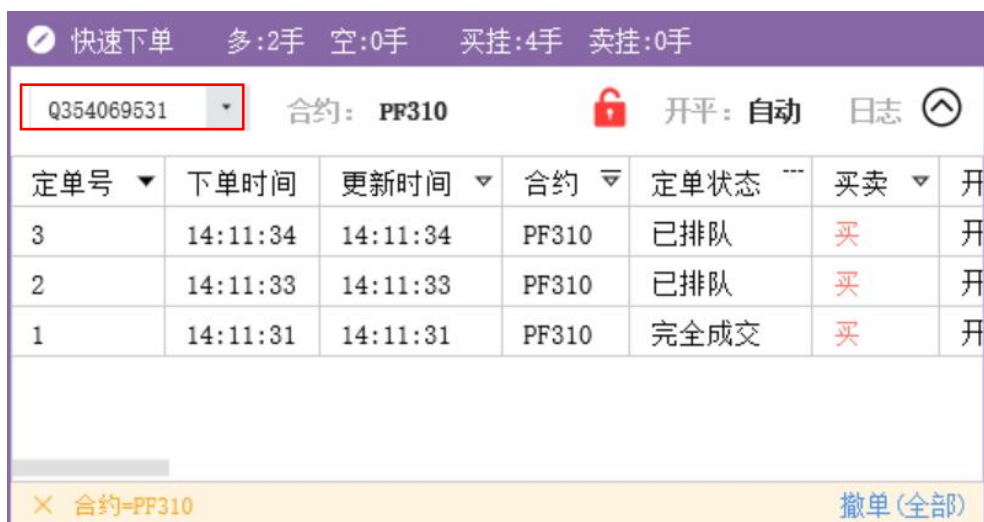 快速下单 多:2手 空:0手 买挂:4手 卖挂:0手
Q354069531 合约: PF310 开平: 自动 日志
定单号 下单时间 更新时间 合约 定单状态 买卖 开
3 14:11:34 14:11:34 PF310 已排队 买 开
2 14:11:33 14:11:33 PF310 已排队 买 开
1 14:11:31 14:11:31 PF310 完全成交 买 开
合约=PF310 撤单(全部)